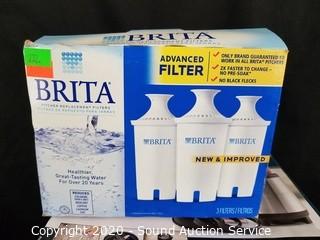 BRITA
ADVANCED
FILTER
ONLY BRAND GUARANTEED TO
WORK IN ALL BRITA® PITCHERS
2X FASTER TO CHANGE –
NO PRE-SOAK*
NO BLACK FLECKS
BRITA
PITCHER REPLACEMENT FILTERS
BRITA
BRITA
BRITA
Healthier,
Great-Tasting Water
For Over 20 Years
NEW & IMPROVED
REDUCES
3 FILTERS/FILTROS
Copyright 2020 - Sound Auction Service